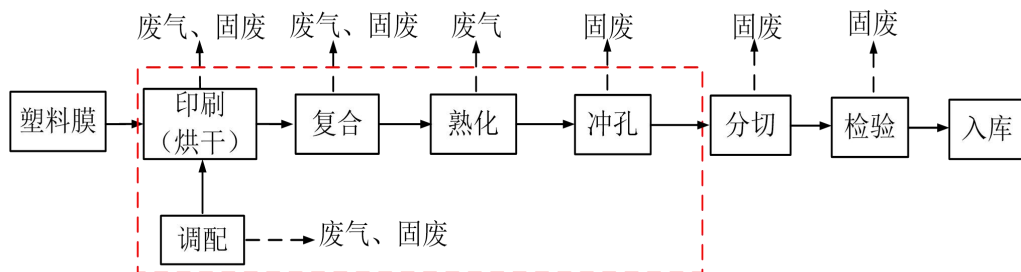 废气、固废
废气、固废
废气
固废
固废
固废
塑料膜
印刷
（烘干）
复合
熟化
冲孔
分切
检验
入库
调配
废气、固废